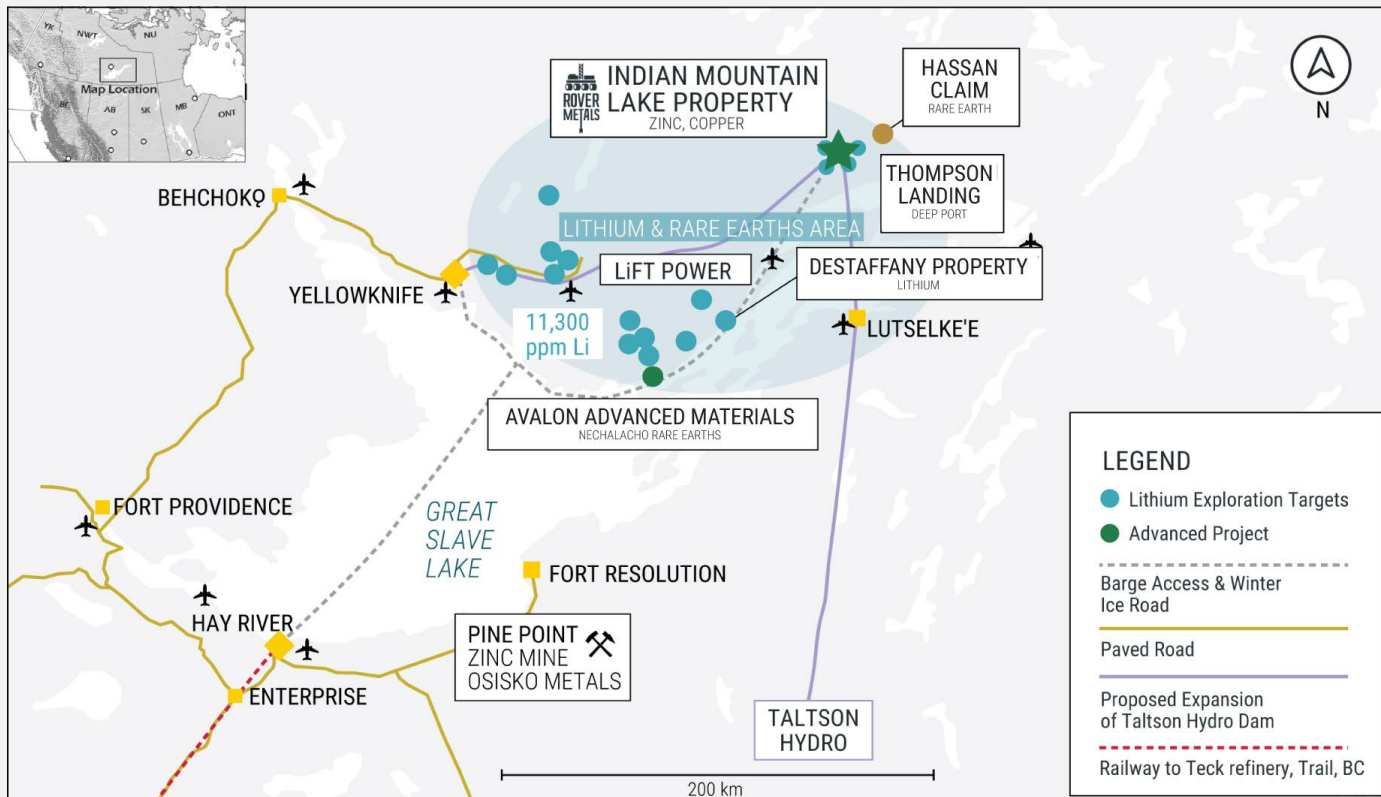 YK
NWT
NU
Map Location
BC
AB
SK
MB
ONT
ROVER
METALS
INDIAN MOUNTAIN
LAKE PROPERTY
ZINC, COPPER
HASSAN
CLAIM
RARE EARTH
N
BEHCHOKǪ
THOMPSON
LANDING
DEEP PORT
LITHIUM & RARE EARTHS AREA
LiFT POWER
DESTAFFANY PROPERTY
LITHIUM
YELLOWKNIFE
11,300
ppm Li
LUTSELKE'E
AVALON ADVANCED MATERIALS
NECHALACHO RARE EARTHS
FORT PROVIDENCE
GREAT
SLAVE
LAKE
FORT RESOLUTION
HAY RIVER
PINE POINT
ZINC MINE
OSISKO METALS
ENTERPRISE
TALTSON
HYDRO
200 km
LEGEND
Lithium Exploration Targets
Advanced Project
Barge Access & Winter
Ice Road
Paved Road
Proposed Expansion
of Taltson Hydro Dam
Railway to Teck refinery, Trail, BC